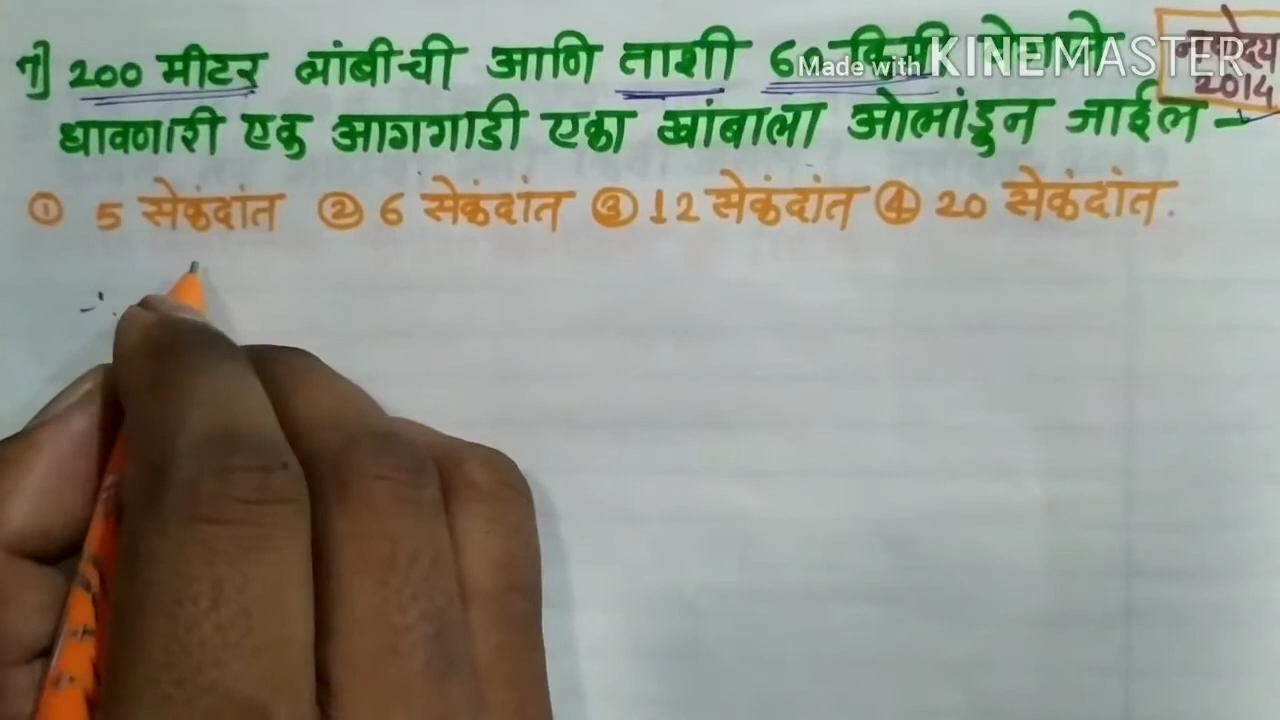 १] 200 मीटर लांबीची आणि ताशी 60 किमी
Made with KINEMASTER
2014
धावणारी एक आगगाडी एका खांबाला ओलांडून जाईल –
① 5 सेकंदांत ② 6 सेकंदांत ③ 12 सेकंदांत ④ 20 सेकंदांत.